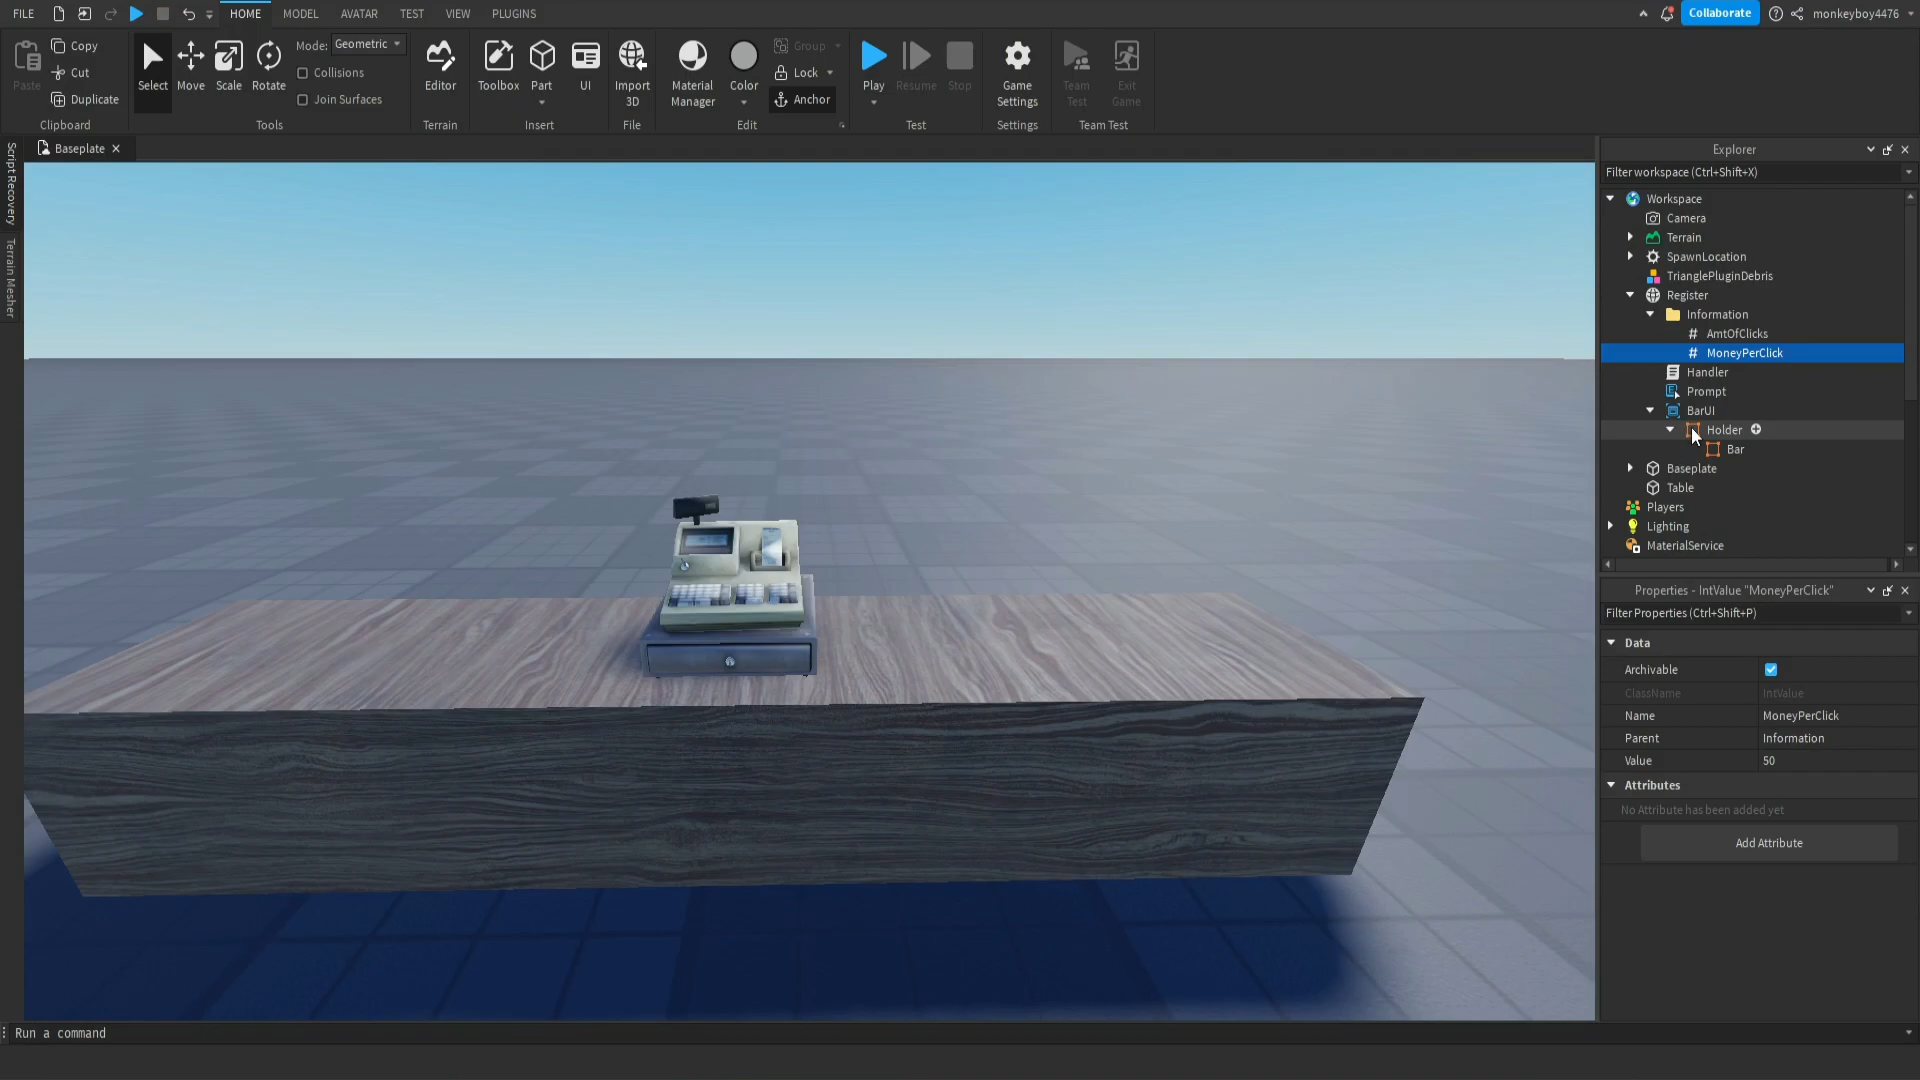 FILE HOME MODEL AVATAR TEST VIEW PLUGINS Collaborate monkeyboy4476
Paste Copy Cut Duplicate Clipboard
Select Move Scale Rotate Mode: Geometric Collisions Join Surfaces Tools
Editor Terrain
Toolbox Part UI Insert
Import 3D File
Material Manager Color Group Lock Anchor Edit
Play Resume Stop Test
Game Settings Settings
Team Test Exit Game Team Test
Baseplate
Script Recovery
Terrain Mesher
Explorer
Filter workspace (Ctrl+Shift+X)
Workspace
Camera
Terrain
SpawnLocation
TrianglePluginDebris
Register
Information
# AmtOfClicks
# MoneyPerClick
Handler
Prompt
BarUI
Holder
Bar
Baseplate
Table
Players
Lighting
MaterialService
Properties - IntValue "MoneyPerClick"
Filter Properties (Ctrl+Shift+P)
Data
Archivable
ClassName IntValue
Name MoneyPerClick
Parent Information
Value 50
Attributes
No Attribute has been added yet
Add Attribute
Run a command